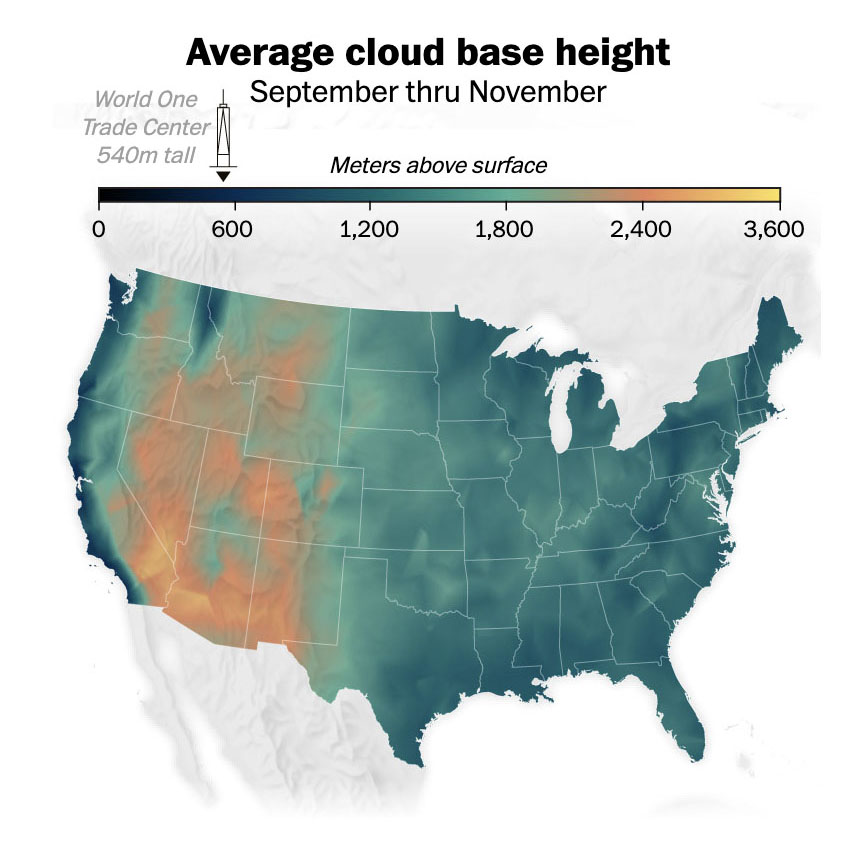 Average cloud base height
September thru November
World One
Trade Center
540m tall
Meters above surface
0 600 1,200 1,800 2,400 3,600